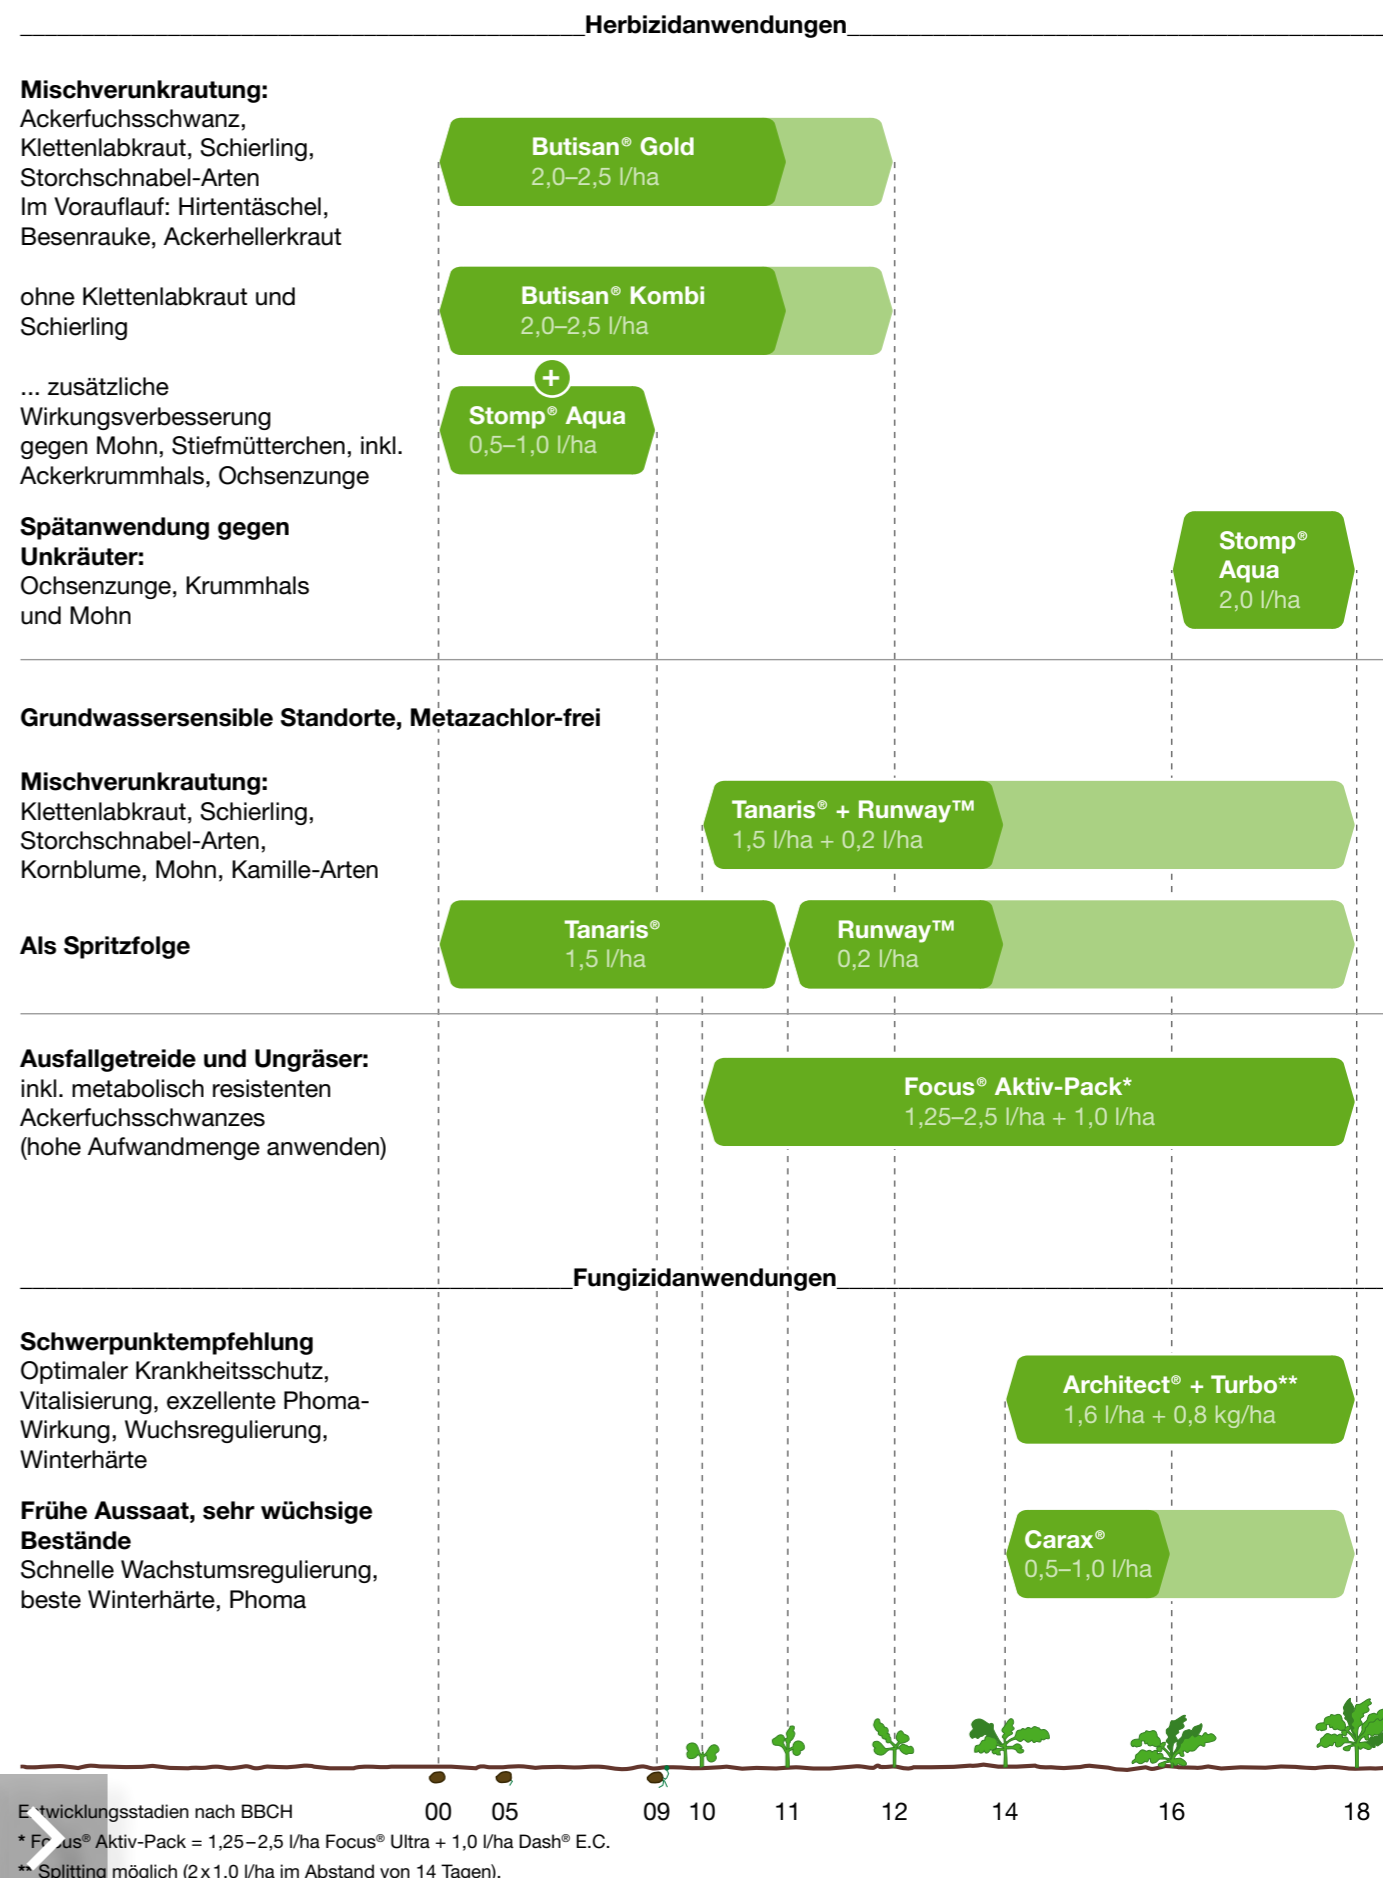 Herbizidanwendungen
Mischverunkrautung:
Ackerfuchsschwanz,
Klettenlabkraut, Schierling,
Storchschnabel-Arten
Im Vorauflauf: Hirtentäschel,
Besenrauke, Ackerhellerkraut
Butisan® Gold
2,0–2,5 l/ha
ohne Klettenlabkraut und
Schierling
Butisan® Kombi
2,0–2,5 l/ha
+
... zusätzliche
Wirkungsverbesserung
gegen Mohn, Stiefmütterchen, inkl.
Ackerkrummhals, Ochsenzunge
Stomp® Aqua
0,5–1,0 l/ha
Spätanwendung gegen
Unkräuter:
Ochsenzunge, Krummhals
und Mohn
Stomp®
Aqua
2,0 l/ha
Grundwassersensible Standorte, Metazachlor-frei
Mischverunkrautung:
Klettenlabkraut, Schierling,
Storchschnabel-Arten,
Kornblume, Mohn, Kamille-Arten
Tanaris® + Runway™
1,5 l/ha + 0,2 l/ha
Als Spritzfolge
Tanaris®
1,5 l/ha
Runway™
0,2 l/ha
Ausfallgetreide und Ungräser:
inkl. metabolisch resistenten
Ackerfuchsschwanzes
(hohe Aufwandmenge anwenden)
Focus® Aktiv-Pack*
1,25–2,5 l/ha + 1,0 l/ha
Fungizidanwendungen
Schwerpunktempfehlung
Optimaler Krankheitsschutz,
Vitalisierung, exzellente Phoma-
Wirkung, Wuchsregulierung,
Winterhärte
Architect® + Turbo**
1,6 l/ha + 0,8 kg/ha
Frühe Aussaat, sehr wüchsige
Bestände
Schnelle Wachstumsregulierung,
beste Winterhärte, Phoma
Carax®
0,5–1,0 l/ha
Entwicklungsstadien nach BBCH 00 05 09 10 11 12 14 16 18
* Focus® Aktiv-Pack = 1,25–2,5 l/ha Focus® Ultra + 1,0 l/ha Dash® E.C.
** Splitting möglich (2 x 1,0 l/ha im Abstand von 14 Tagen).